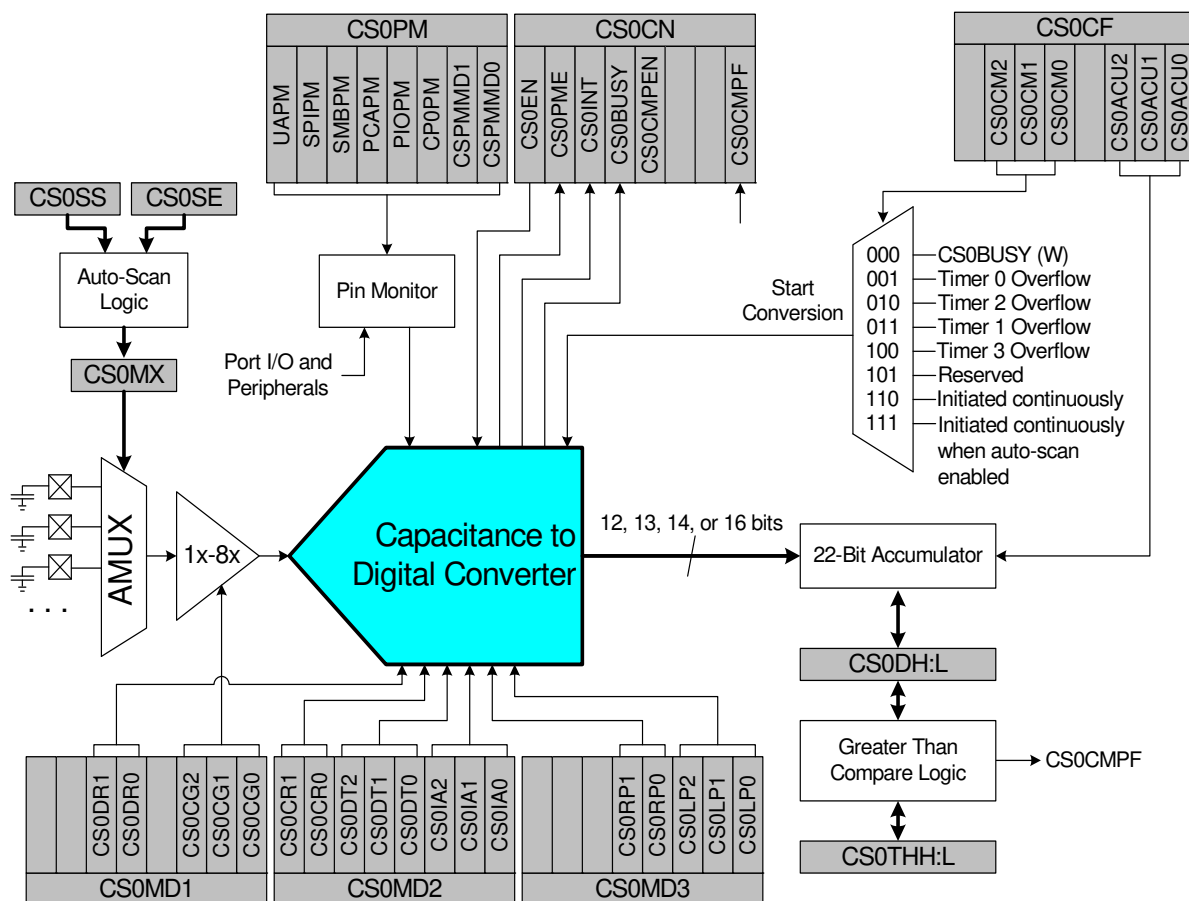 CS0PM
UAPM
SPIPM
SMBPM
PCAPM
PIOPM
CP0PM
CSPMMD1
CSPMMD0
CS0CN
CS0EN
CS0PME
CS0INT
CS0BUSY
CS0CMPEN
CS0CMPF
CS0CF
CS0CM2
CS0CM1
CS0CM0
CS0ACU2
CS0ACU1
CS0ACU0
CS0SS
CS0SE
Auto-Scan
Logic
CS0MX
Pin Monitor
Port I/O and
Peripherals
Start
Conversion
000 CS0BUSY (W)
001 Timer 0 Overflow
010 Timer 2 Overflow
011 Timer 1 Overflow
100 Timer 3 Overflow
101 Reserved
110 Initiated continuously
111 Initiated continuously
when auto-scan
enabled
AMUX
. . .
1x-8x
Capacitance to
Digital Converter
12, 13, 14, or 16 bits
22-Bit Accumulator
CS0DH:L
Greater Than
Compare Logic
CS0CMPF
CS0THH:L
CS0DR1
CS0DR0
CS0CG2
CS0CG1
CS0CG0
CS0MD1
CS0CR1
CS0CR0
CS0DT2
CS0DT1
CS0DT0
CS0IA2
CS0IA1
CS0IA0
CS0MD2
CS0RP1
CS0RP0
CS0LP2
CS0LP1
CS0LP0
CS0MD3